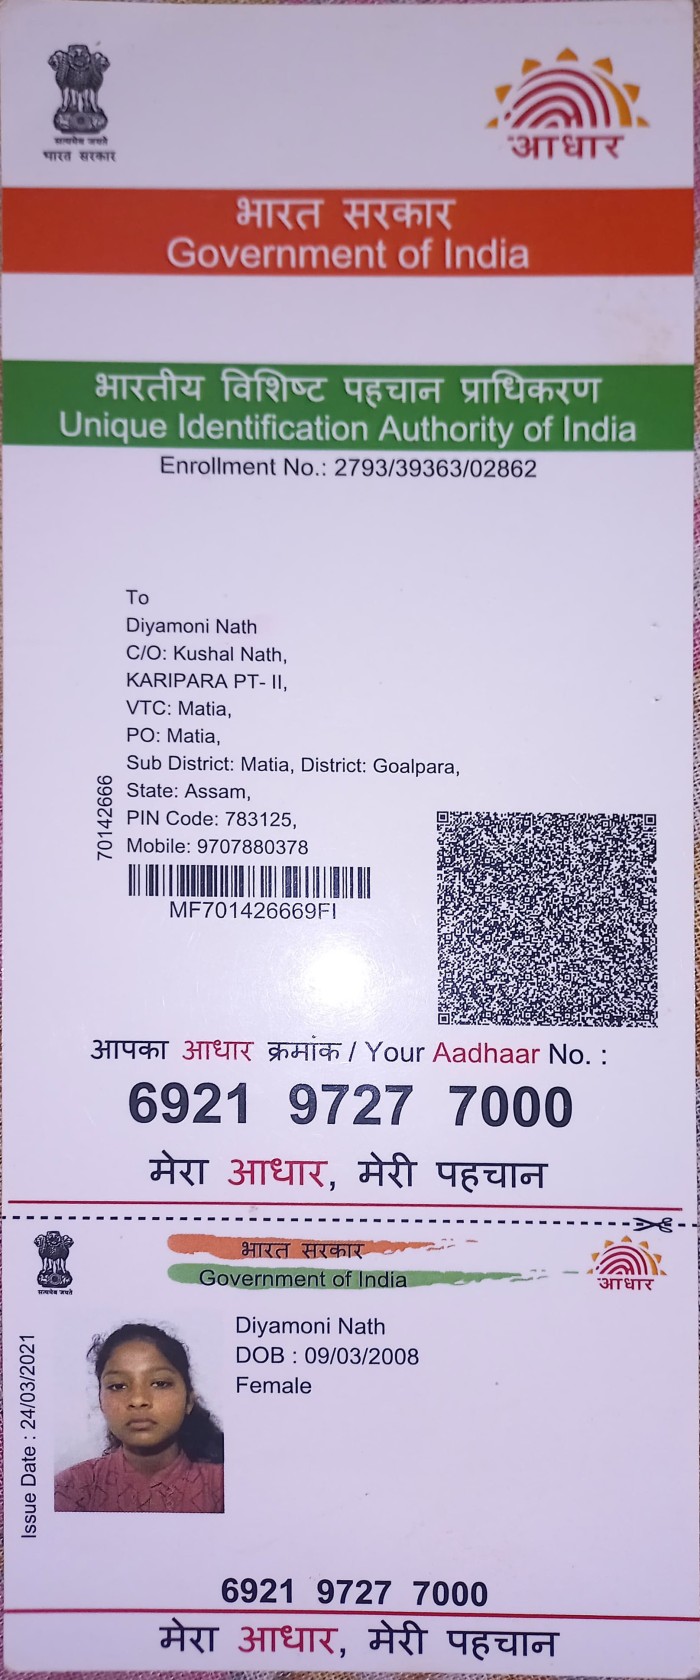 सत्यमेव जयते
भारत सरकार
आधार
भारत सरकार
Government of India
भारतीय विशिष्ट पहचान प्राधिकरण
Unique Identification Authority of India
Enrollment No.: 2793/39363/02862
To
Diyamoni Nath
C/O: Kushal Nath,
KARIPARA PT- II,
VTC: Matia,
PO: Matia,
Sub District: Matia, District: Goalpara,
State: Assam,
PIN Code: 783125,
Mobile: 9707880378
70142666
MF701426669FI
आपका आधार क्रमांक / Your Aadhaar No. :
6921 9727 7000
मेरा आधार, मेरी पहचान
सत्यमेव जयते
भारत सरकार
Government of India
आधार
Issue Date : 24/03/2021
Diyamoni Nath
DOB : 09/03/2008
Female
6921 9727 7000
मेरा आधार, मेरी पहचान